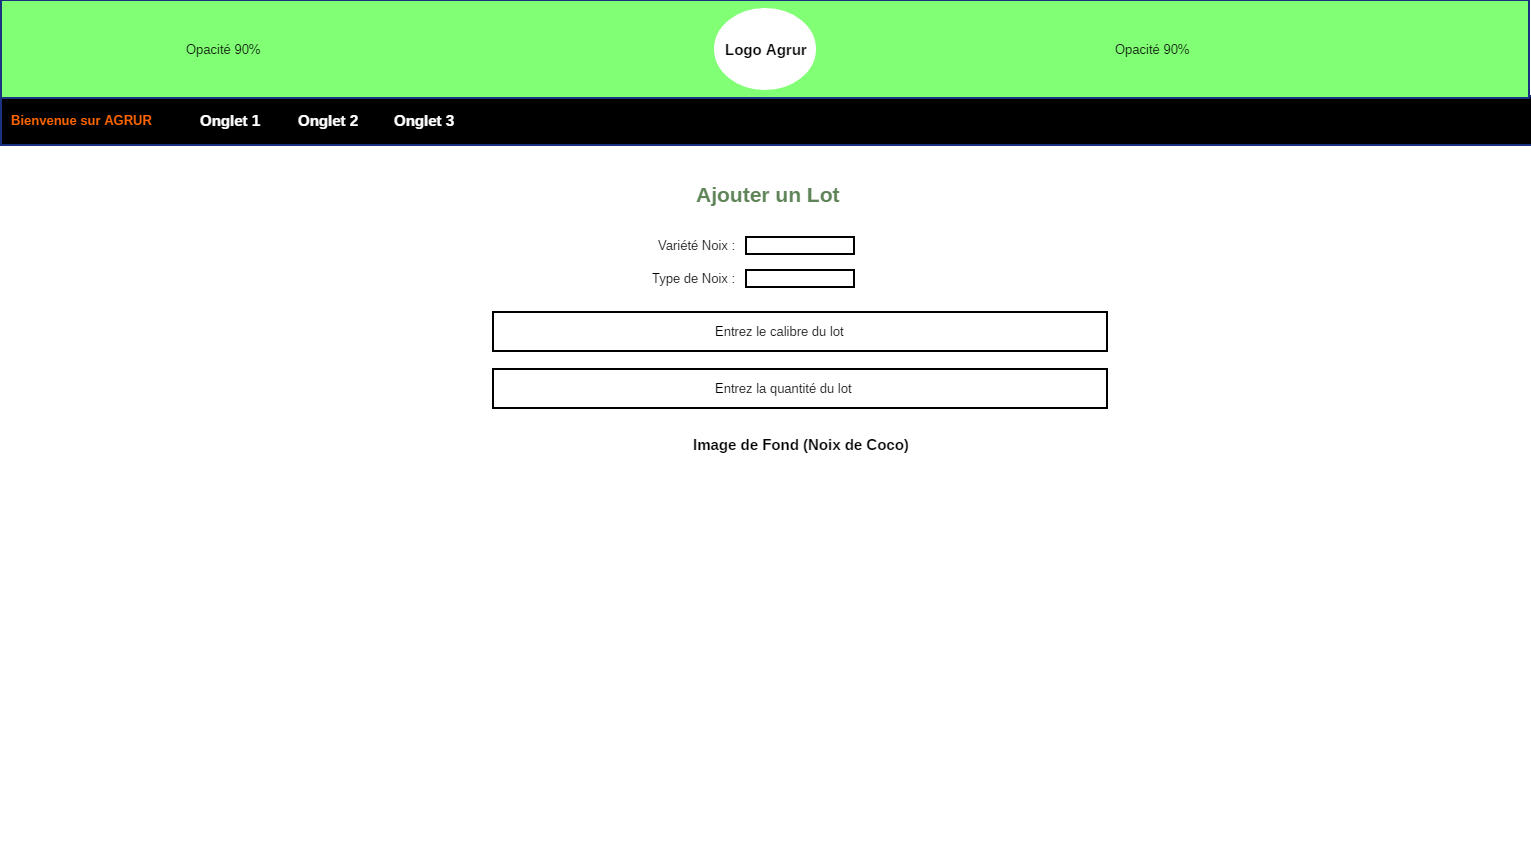 Opacité 90%
Logo Agrur
Opacité 90%
Bienvenue sur AGRUR
Onglet 1
Onglet 2
Onglet 3
Ajouter un Lot
Variété Noix :
Type de Noix :
Entrez le calibre du lot
Entrez la quantité du lot
Image de Fond (Noix de Coco)